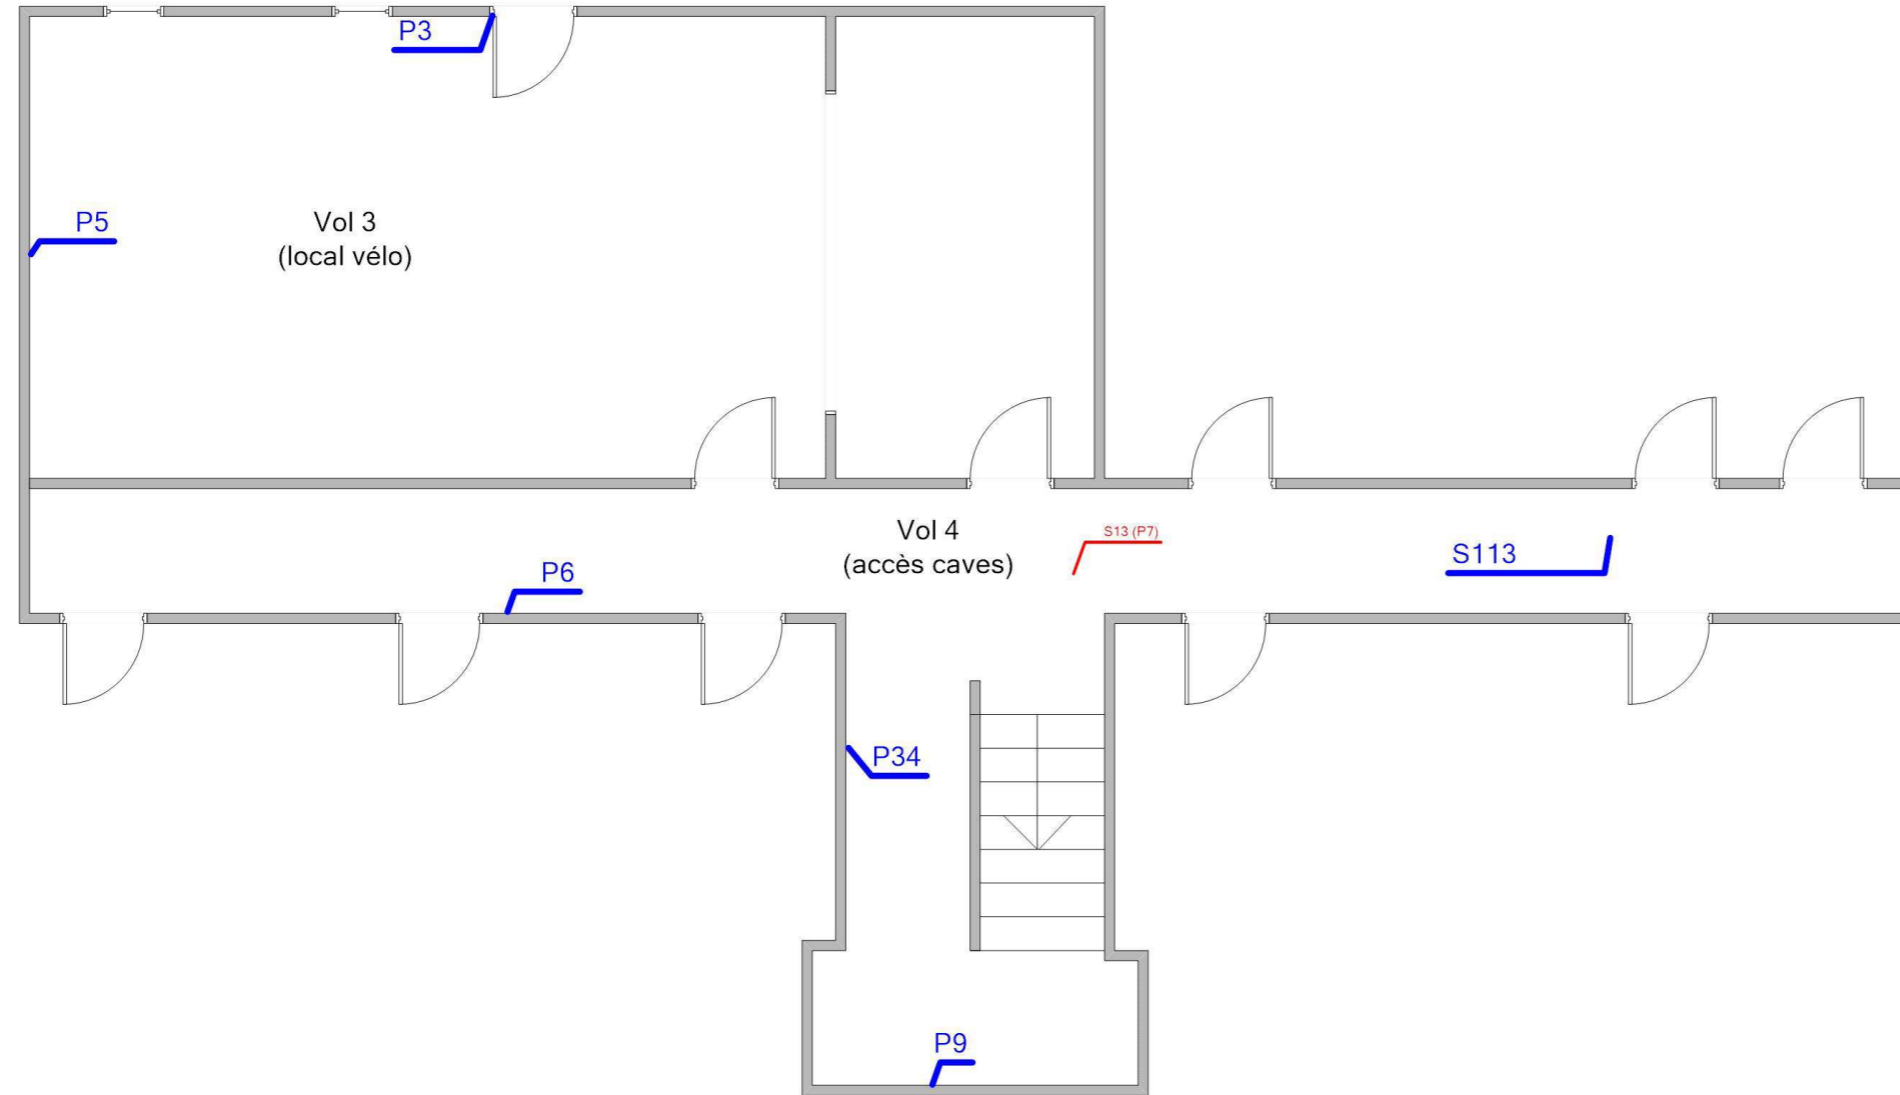 P3
P5
Vol 3
(local vélo)
Vol 4
(accès caves)
S13 (P7)
S113
P6
P34
P9